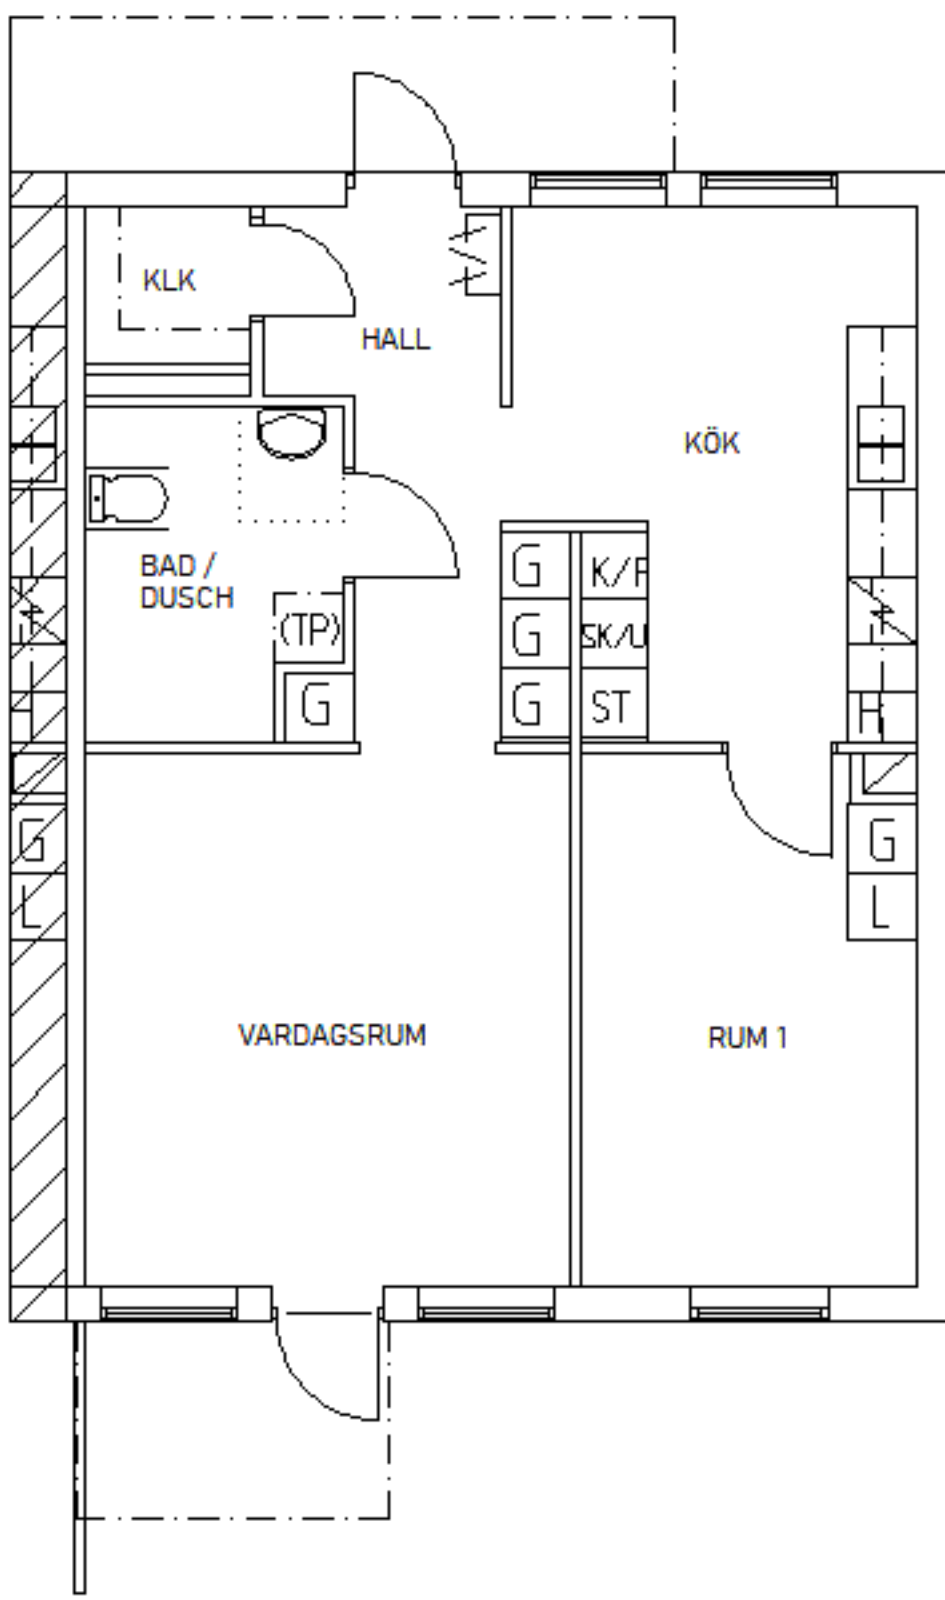 KLK
HALL
KÖK
BAD /
DUSCH
G
K/F
(TP)
G
SK/U
G
G
ST
H
G
G
L
L
VARDAGSRUM
RUM 1